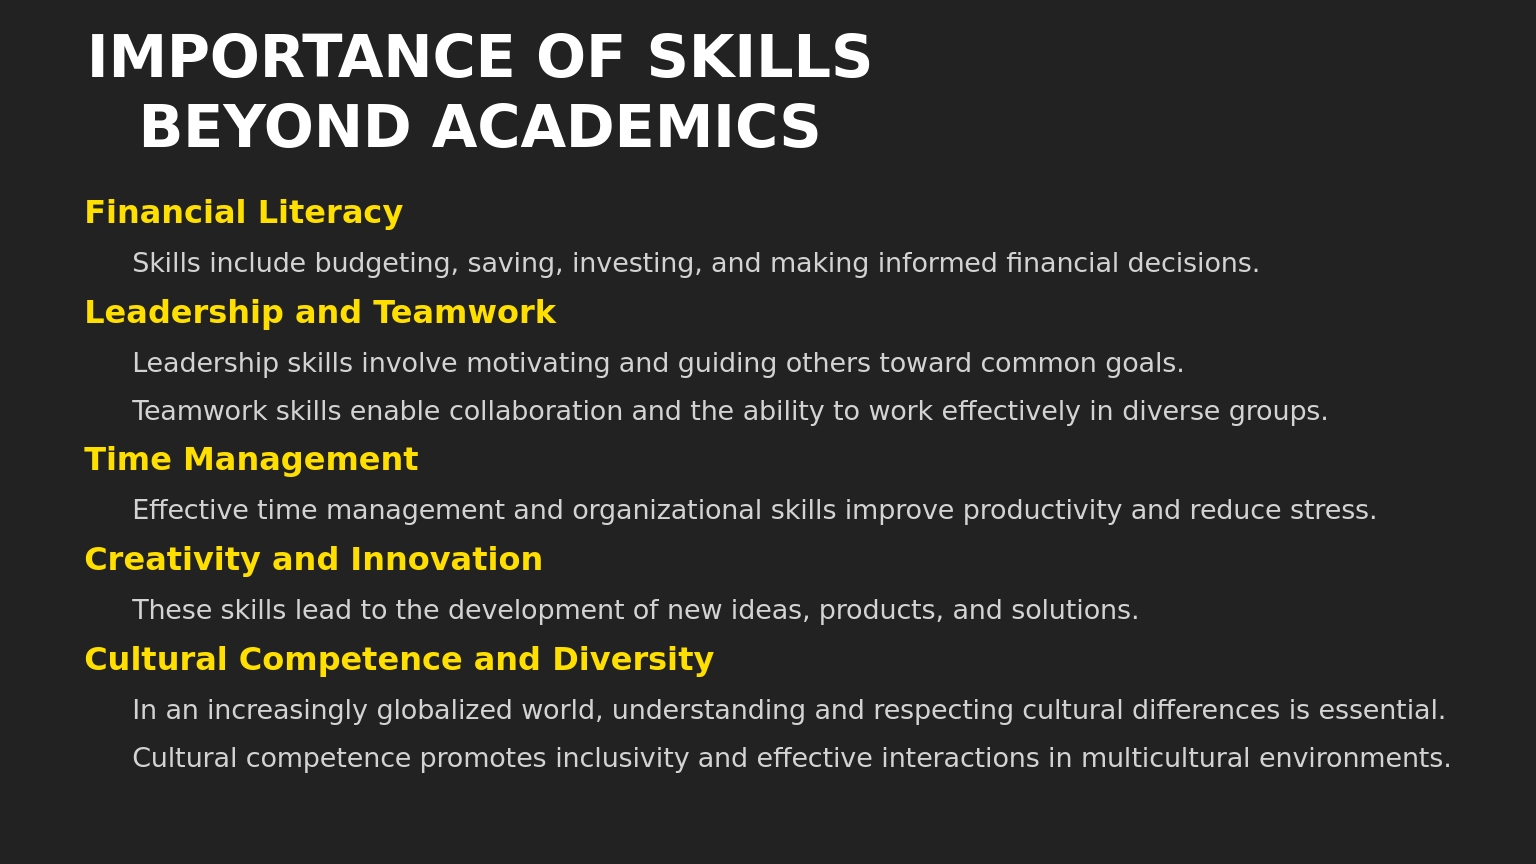 IMPORTANCE OF SKILLS
BEYOND ACADEMICS
Financial Literacy
Skills include budgeting, saving, investing, and making informed financial decisions.
Leadership and Teamwork
Leadership skills involve motivating and guiding others toward common goals.
Teamwork skills enable collaboration and the ability to work effectively in diverse groups.
Time Management
Effective time management and organizational skills improve productivity and reduce stress.
Creativity and Innovation
These skills lead to the development of new ideas, products, and solutions.
Cultural Competence and Diversity
In an increasingly globalized world, understanding and respecting cultural differences is essential.
Cultural competence promotes inclusivity and effective interactions in multicultural environments.